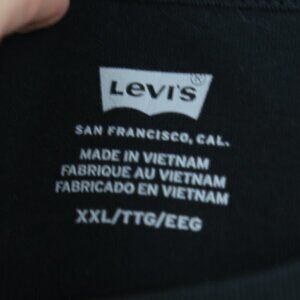 Levi's ®
SAN FRANCISCO, CAL.
MADE IN VIETNAM
FABRIQUE AU VIETNAM
FABRICADO EN VIETNAM
XXL/TTG/EEG